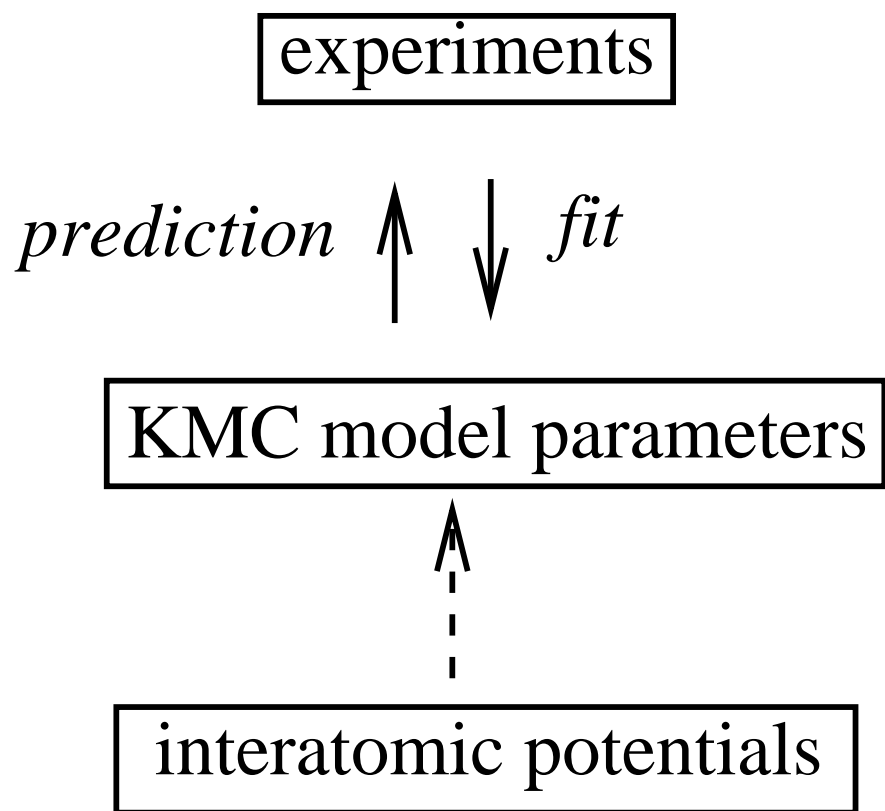 experiments
prediction
fit
KMC model parameters
interatomic potentials